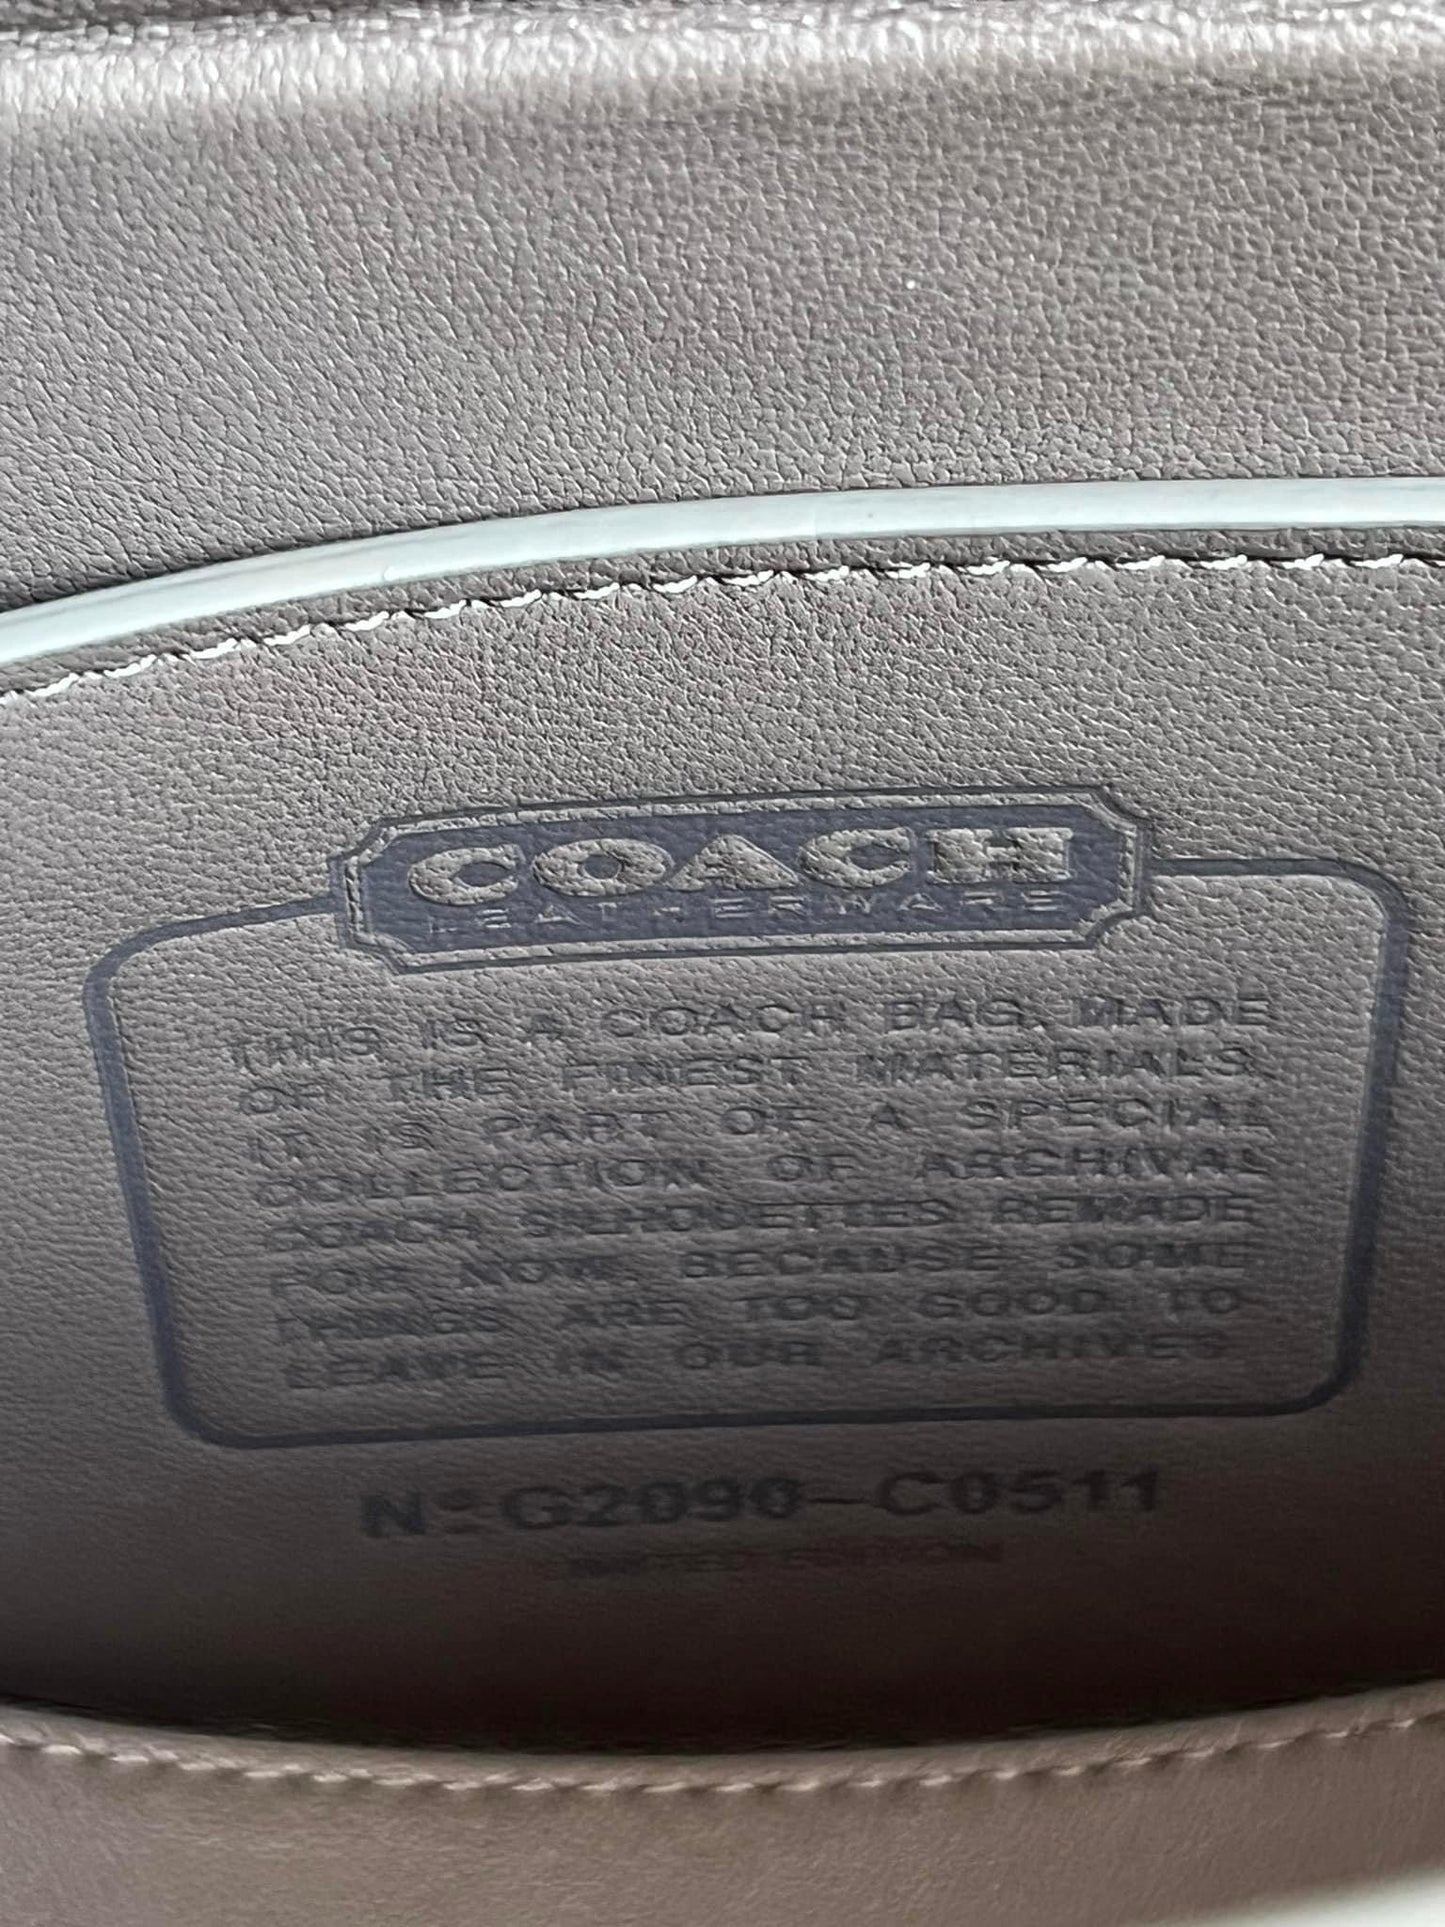 COACH
LEATHERWARE
THIS IS A COACH BAG, MADE
OF THE FINEST MATERIALS.
IT IS PART OF A SPECIAL
COLLECTION OF ARCHIVAL
COACH SILHOUETTES REMADE
FOR NOW. BECAUSE SOME
THINGS ARE TOO GOOD TO
LEAVE IN OUR ARCHIVES.
Nº G2090-C0511
LIMITED EDITION